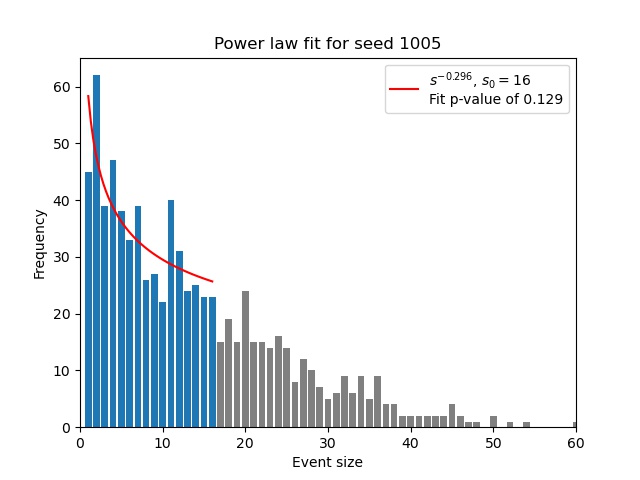 Power law fit for seed 1005
s^{-0.296}, s_0 = 16
Fit p-value of 0.129
Frequency
60
50
40
30
20
10
0
0 10 20 30 40 50 60
Event size